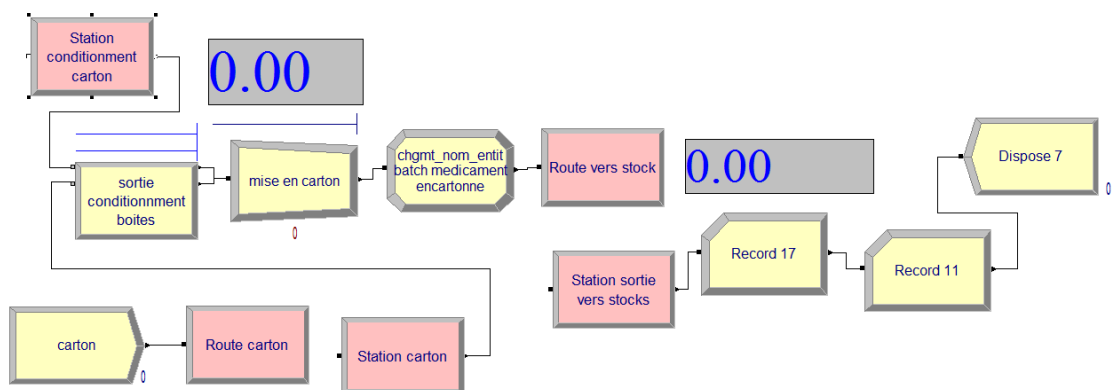 Station
conditionment
carton
0.00
sortie
conditionnment
boites
mise en carton
0
chgmt_nom_entit
batch medicament
encartonne
Route vers stock
0.00
Dispose 7
0
Record 17
Record 11
Station sortie
vers stocks
carton
0
Route carton
Station carton